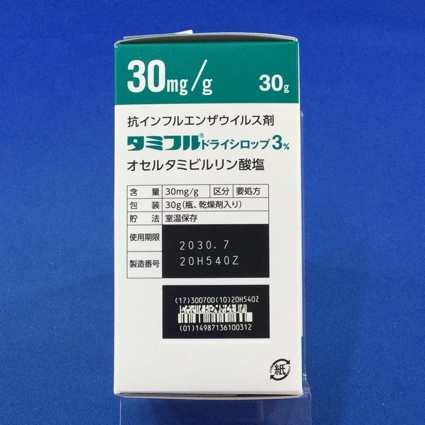 30mg/g 30g
抗インフルエンザウイルス剤
タミフル®ドライシロップ3%
オセルタミビルリン酸塩
含量 30mg/g 区分 要処方
包装 30g(瓶、乾燥剤入り)
貯法 室温保存
使用期限 2030.7
製造番号 20H540Z
(17)300700(10)20H540Z
(01)14987136100312
紙